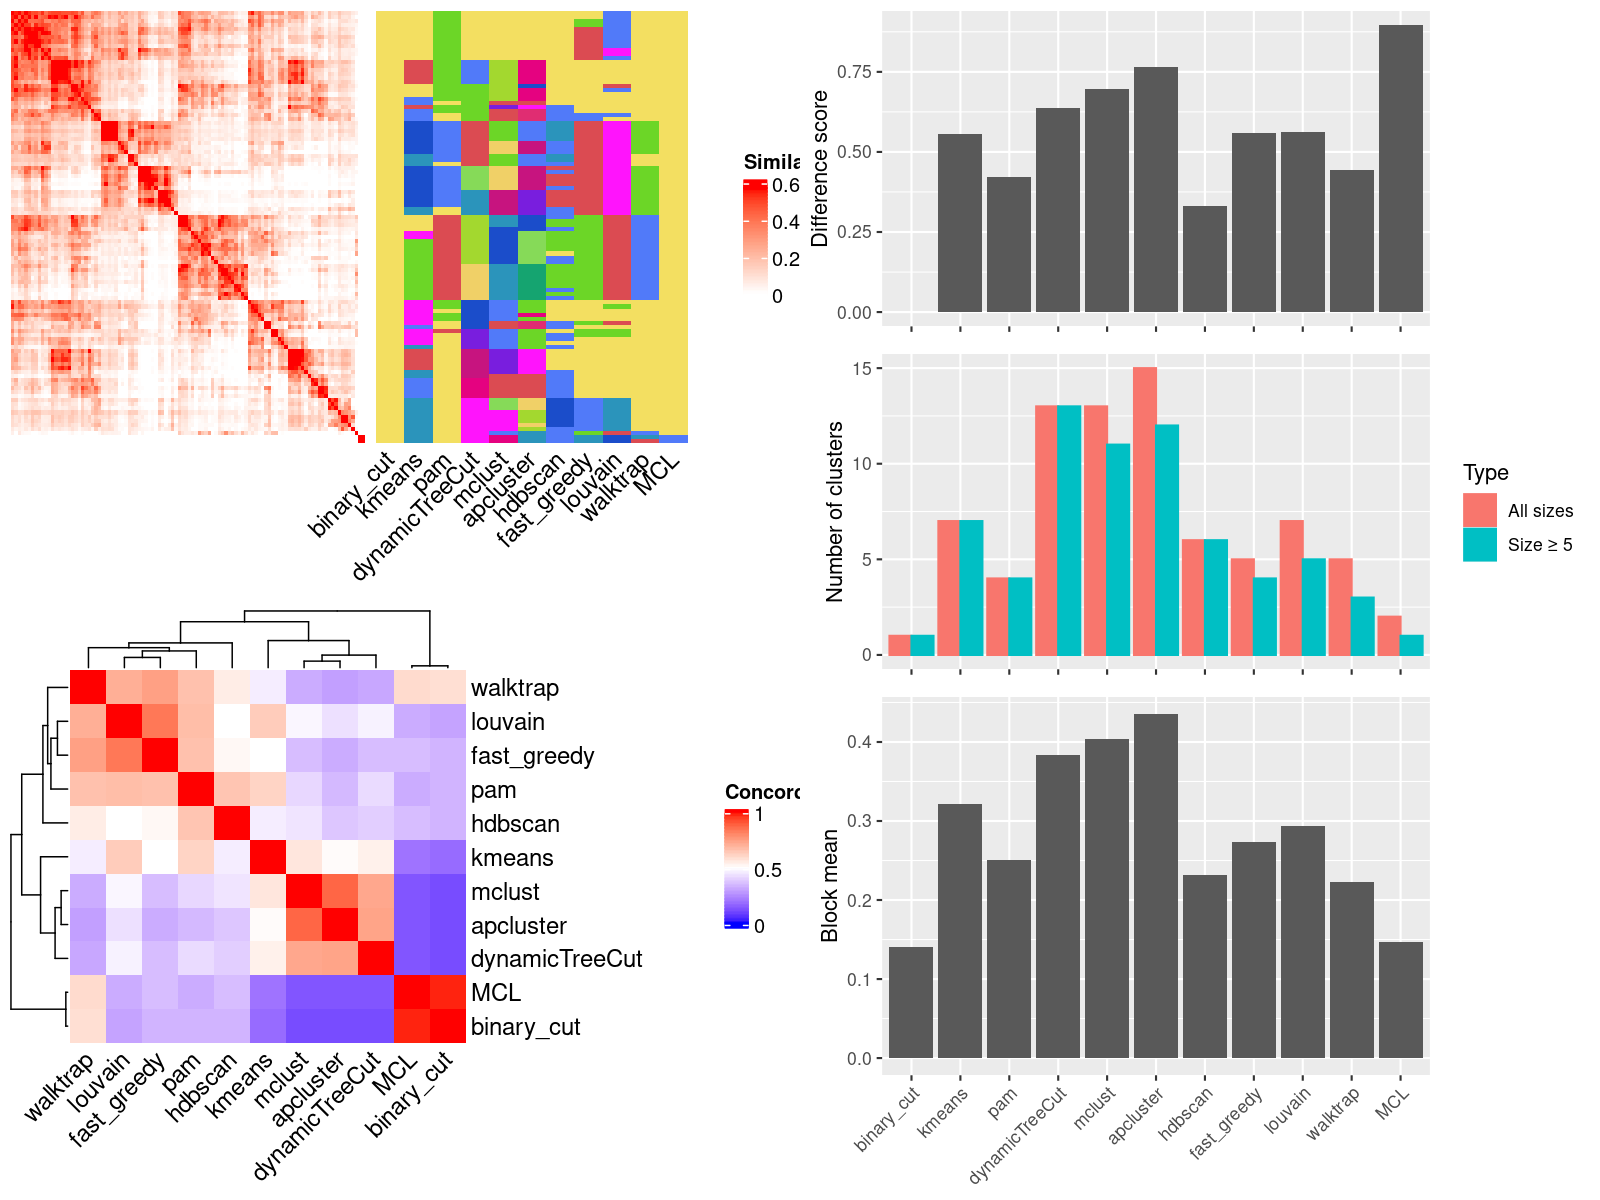 Simila
0.6
0.4
0.2
0
binary_cut
kmeans
pam
dynamicTreeCut
mclust
apcluster
hdbscan
fast_greedy
louvain
walktrap
MCL
Difference score
0.75
0.50
0.25
0.00
Number of clusters
15
10
5
0
Type
All sizes
Size ≥ 5
walktrap
louvain
fast_greedy
pam
hdbscan
kmeans
mclust
apcluster
dynamicTreeCut
MCL
binary_cut
walktrap
louvain
fast_greedy
pam
hdbscan
kmeans
mclust
apcluster
dynamicTreeCut
MCL
binary_cut
Concord
1
0.5
0
Block mean
0.4
0.3
0.2
0.1
0.0
binary_cut
kmeans
pam
dynamicTreeCut
mclust
apcluster
hdbscan
fast_greedy
louvain
walktrap
MCL